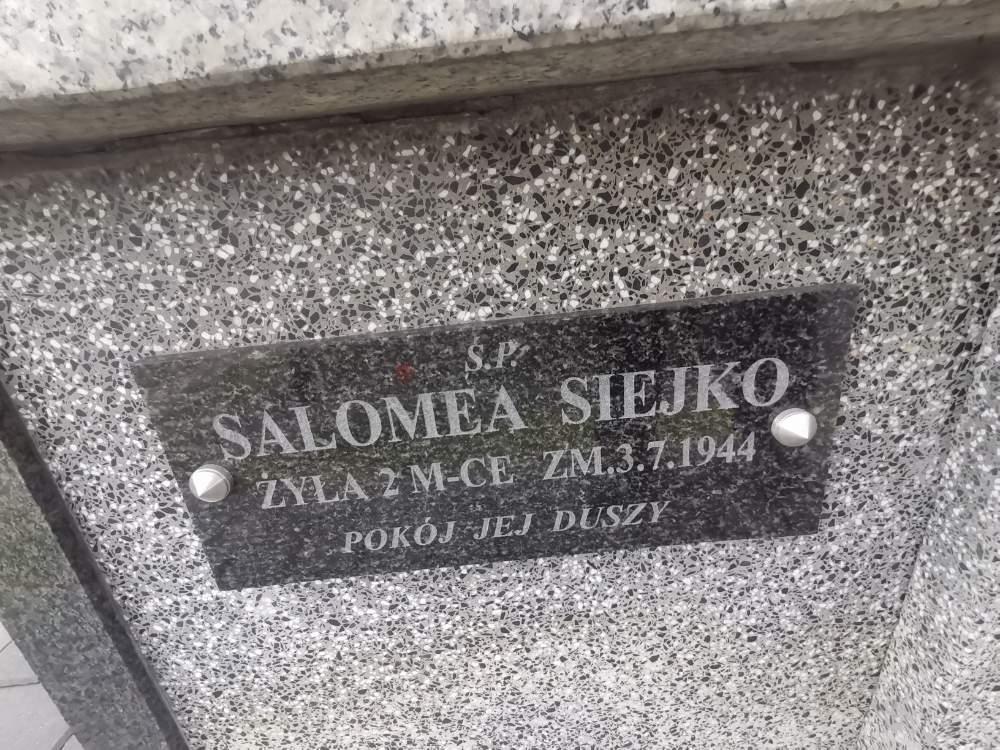 Ś.P.
SALOMEA SIEJKO
ŻYŁA 2 M-CE ZM.3.7.1944
POKÓJ JEJ DUSZY